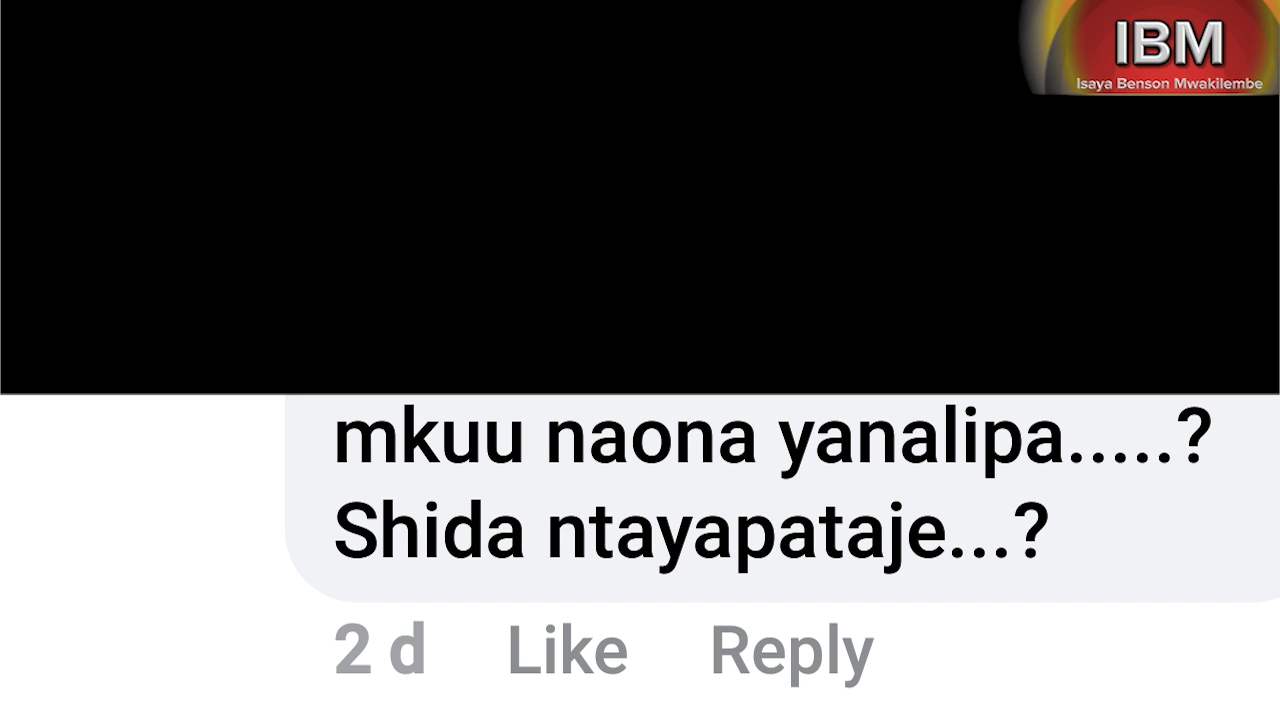 IBM
Isaya Benson Mwakilembe
mkuu naona yanalipa.....?
Shida ntayapataje...?
2 d Like Reply